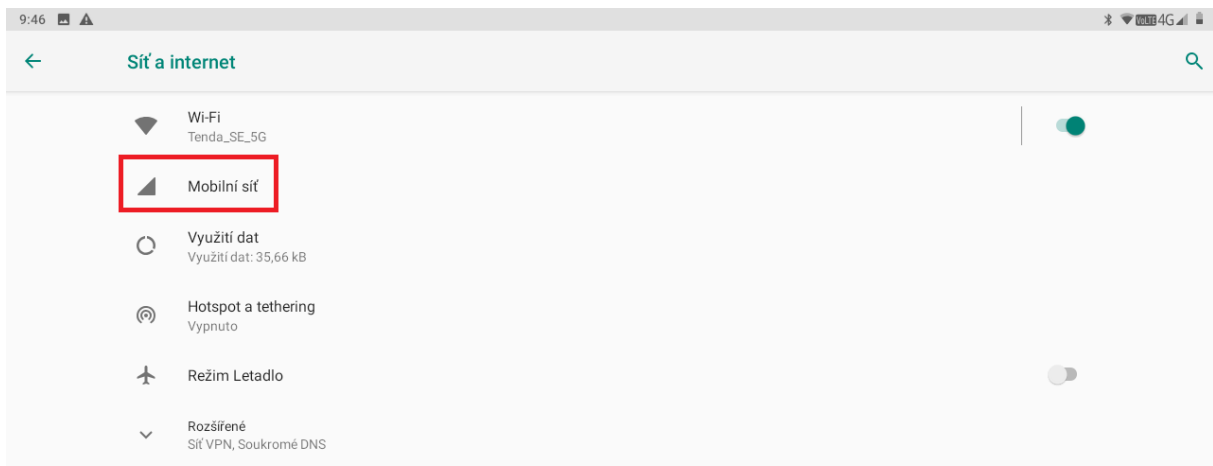 9:46 VoLTE 4G
Síť a internet
Wi-Fi
Tenda_SE_5G
Mobilní síť
Využití dat
Využití dat: 35,66 kB
Hotspot a tethering
Vypnuto
Režim Letadlo
Rozšířené
Síť VPN, Soukromé DNS